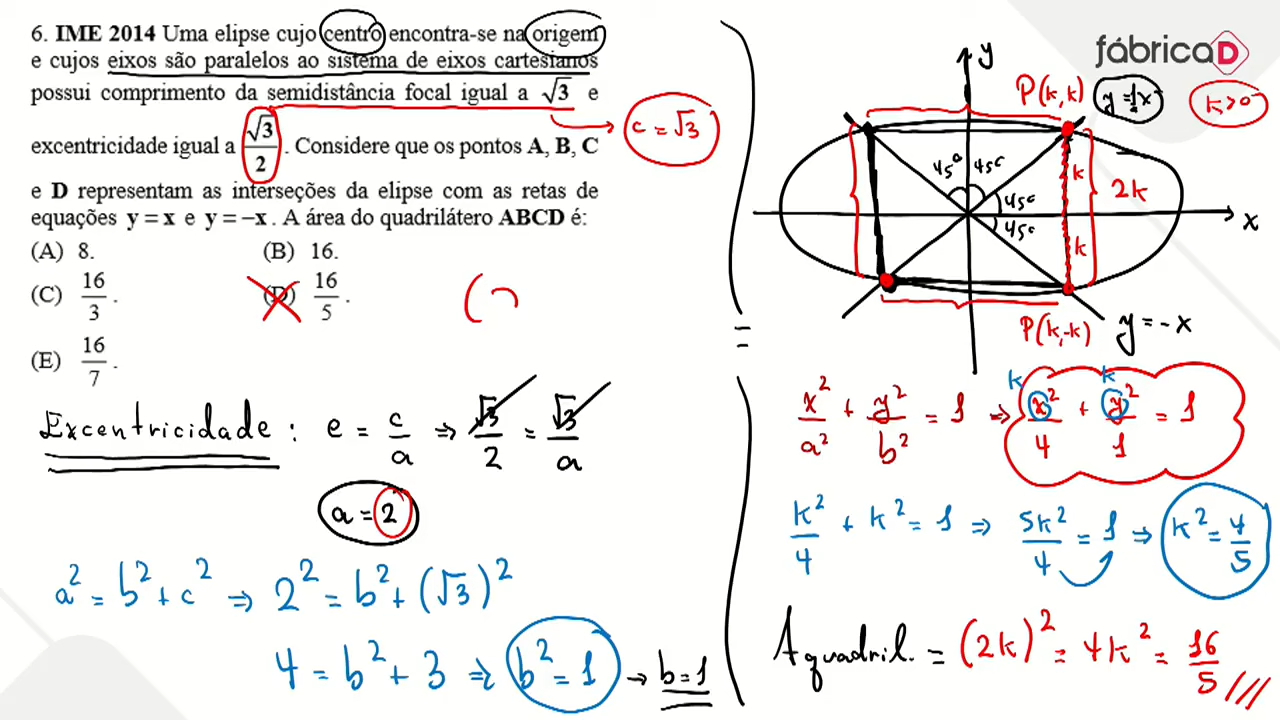 6. IME 2014 Uma elipse cujo centro encontra-se na origem
e cujos eixos são paralelos ao sistema de eixos cartesianos
possui comprimento da semidistância focal igual a √3 e
excentricidade igual a √3/2. Considere que os pontos A, B, C
e D representam as interseções da elipse com as retas de
equações y = x e y = −x. A área do quadrilátero ABCD é:
(A) 8. (B) 16.
(C) 16/3. (D) 16/5.
(E) 16/7.
c = √3
Excentricidade: e = c/a ⇒ √3/2 = √3/a
a = 2
a² = b² + c² ⇒ 2² = b² + (√3)²
4 = b² + 3 ⇒ b² = 1 → b = 1
fábricaD
y
P(k,k) y = 1x k > 0
45° 45° k
45° 2k
45° k
x
P(k,-k) y = -x
k k
x²/a² + y²/b² = 1 ⇒ x²/4 + y²/1 = 1
k²/4 + k² = 1 ⇒ 5k²/4 = 1 ⇒ k² = 4/5
A quadril. = (2k)² = 4k² = 16/5 ///